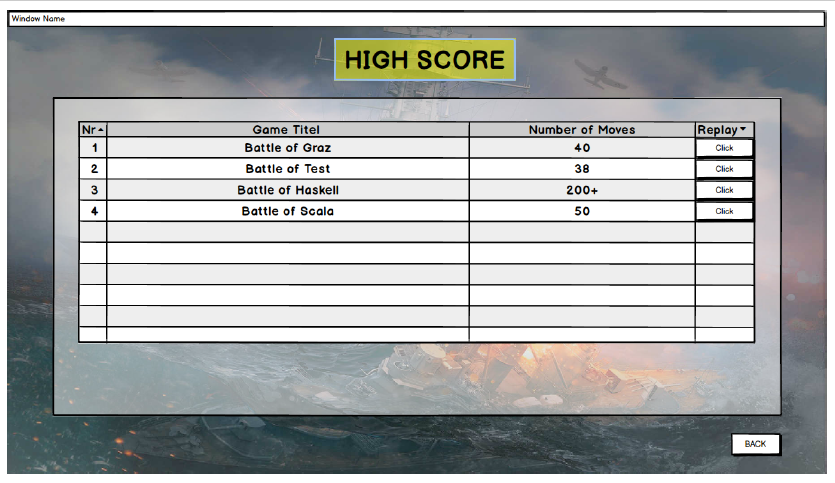 Window Name
HIGH SCORE
Nr Game Titel Number of Moves Replay
1 Battle of Graz 40 Click
2 Battle of Test 38 Click
3 Battle of Haskell 200+ Click
4 Battle of Scala 50 Click
BACK